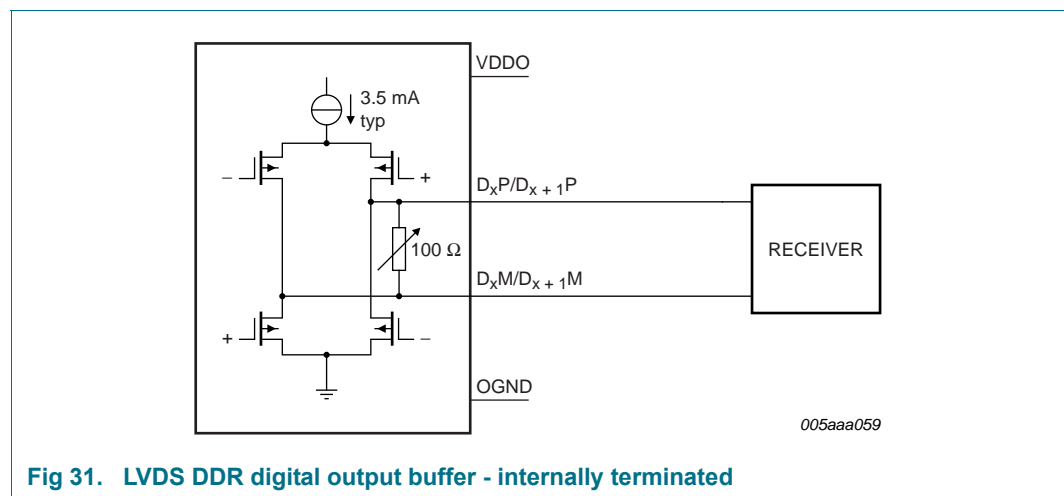 VDDO
3.5 mA
typ
− +
DxP/Dx + 1P
100 Ω
RECEIVER
DxM/Dx + 1M
+ −
OGND
005aaa059
Fig 31. LVDS DDR digital output buffer - internally terminated